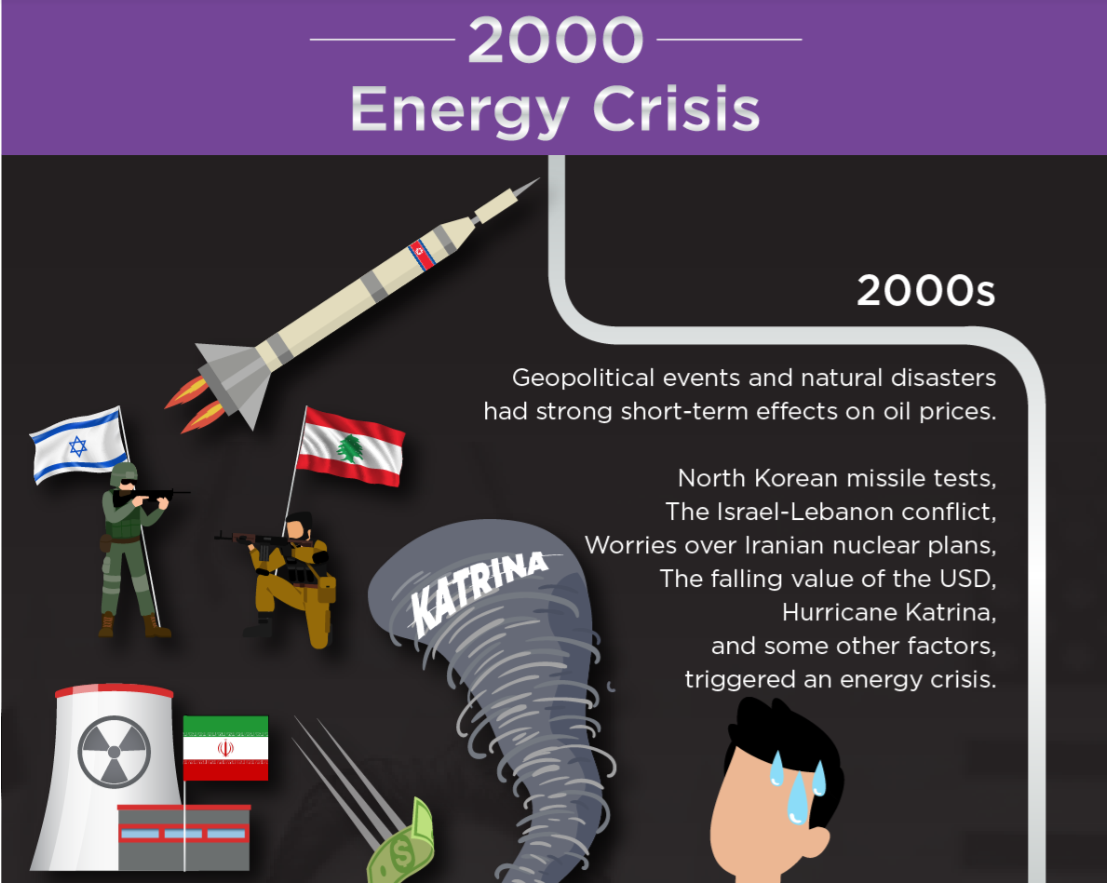 2000
Energy Crisis
2000s
Geopolitical events and natural disasters
had strong short-term effects on oil prices.
North Korean missile tests,
The Israel-Lebanon conflict,
Worries over Iranian nuclear plans,
The falling value of the USD,
Hurricane Katrina,
and some other factors,
triggered an energy crisis.
KATRINA
$